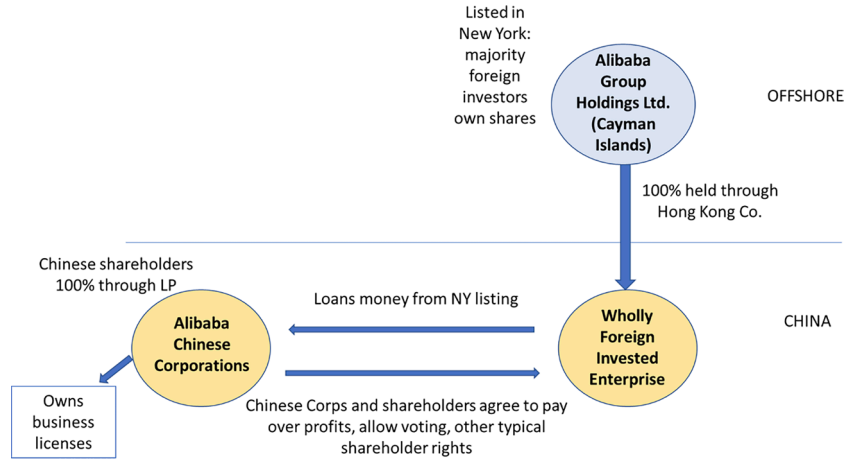 Listed in
New York:
majority
foreign
investors
own shares
Alibaba
Group
Holdings Ltd.
(Cayman
Islands)
OFFSHORE
100% held through
Hong Kong Co.
Chinese shareholders
100% through LP
Loans money from NY listing
Alibaba
Chinese
Corporations
Wholly
Foreign
Invested
Enterprise
CHINA
Owns
business
licenses
Chinese Corps and shareholders agree to pay
over profits, allow voting, other typical
shareholder rights